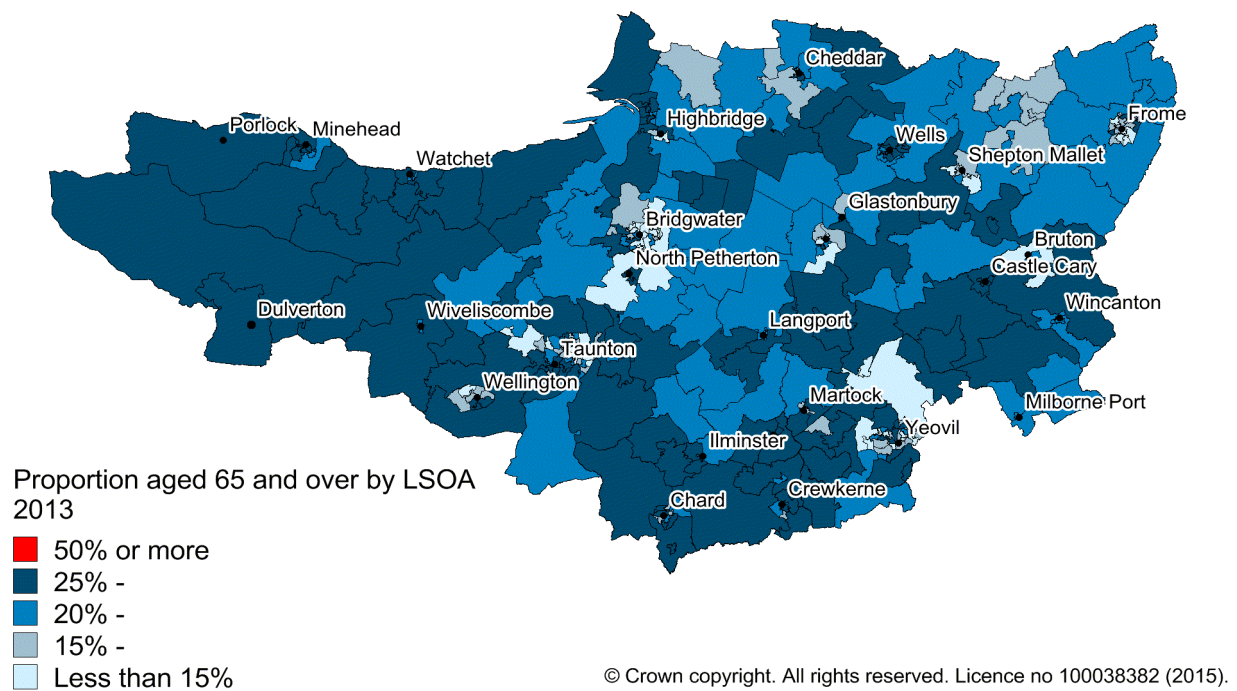 Cheddar
Highbridge
Frome
Porlock
Minehead
Wells
Watchet
Shepton Mallet
Glastonbury
Bridgwater
Bruton
North Petherton
Castle Cary
Dulverton
Wiveliscombe
Wincanton
Langport
Taunton
Wellington
Martock
Milborne Port
Yeovil
Ilminster
Crewkerne
Chard
Proportion aged 65 and over by LSOA
2013
50% or more
25% -
20% -
15% -
Less than 15%
© Crown copyright. All rights reserved. Licence no 100038382 (2015).